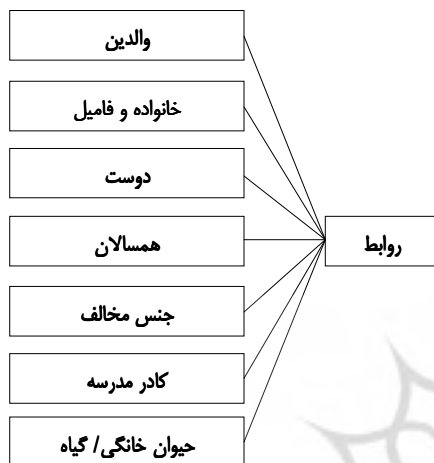 والدین
خانواده و فامیل
دوست
همسالان
روابط
جنس مخالف
کادر مدرسه
حیوان خانگی/ گیاه